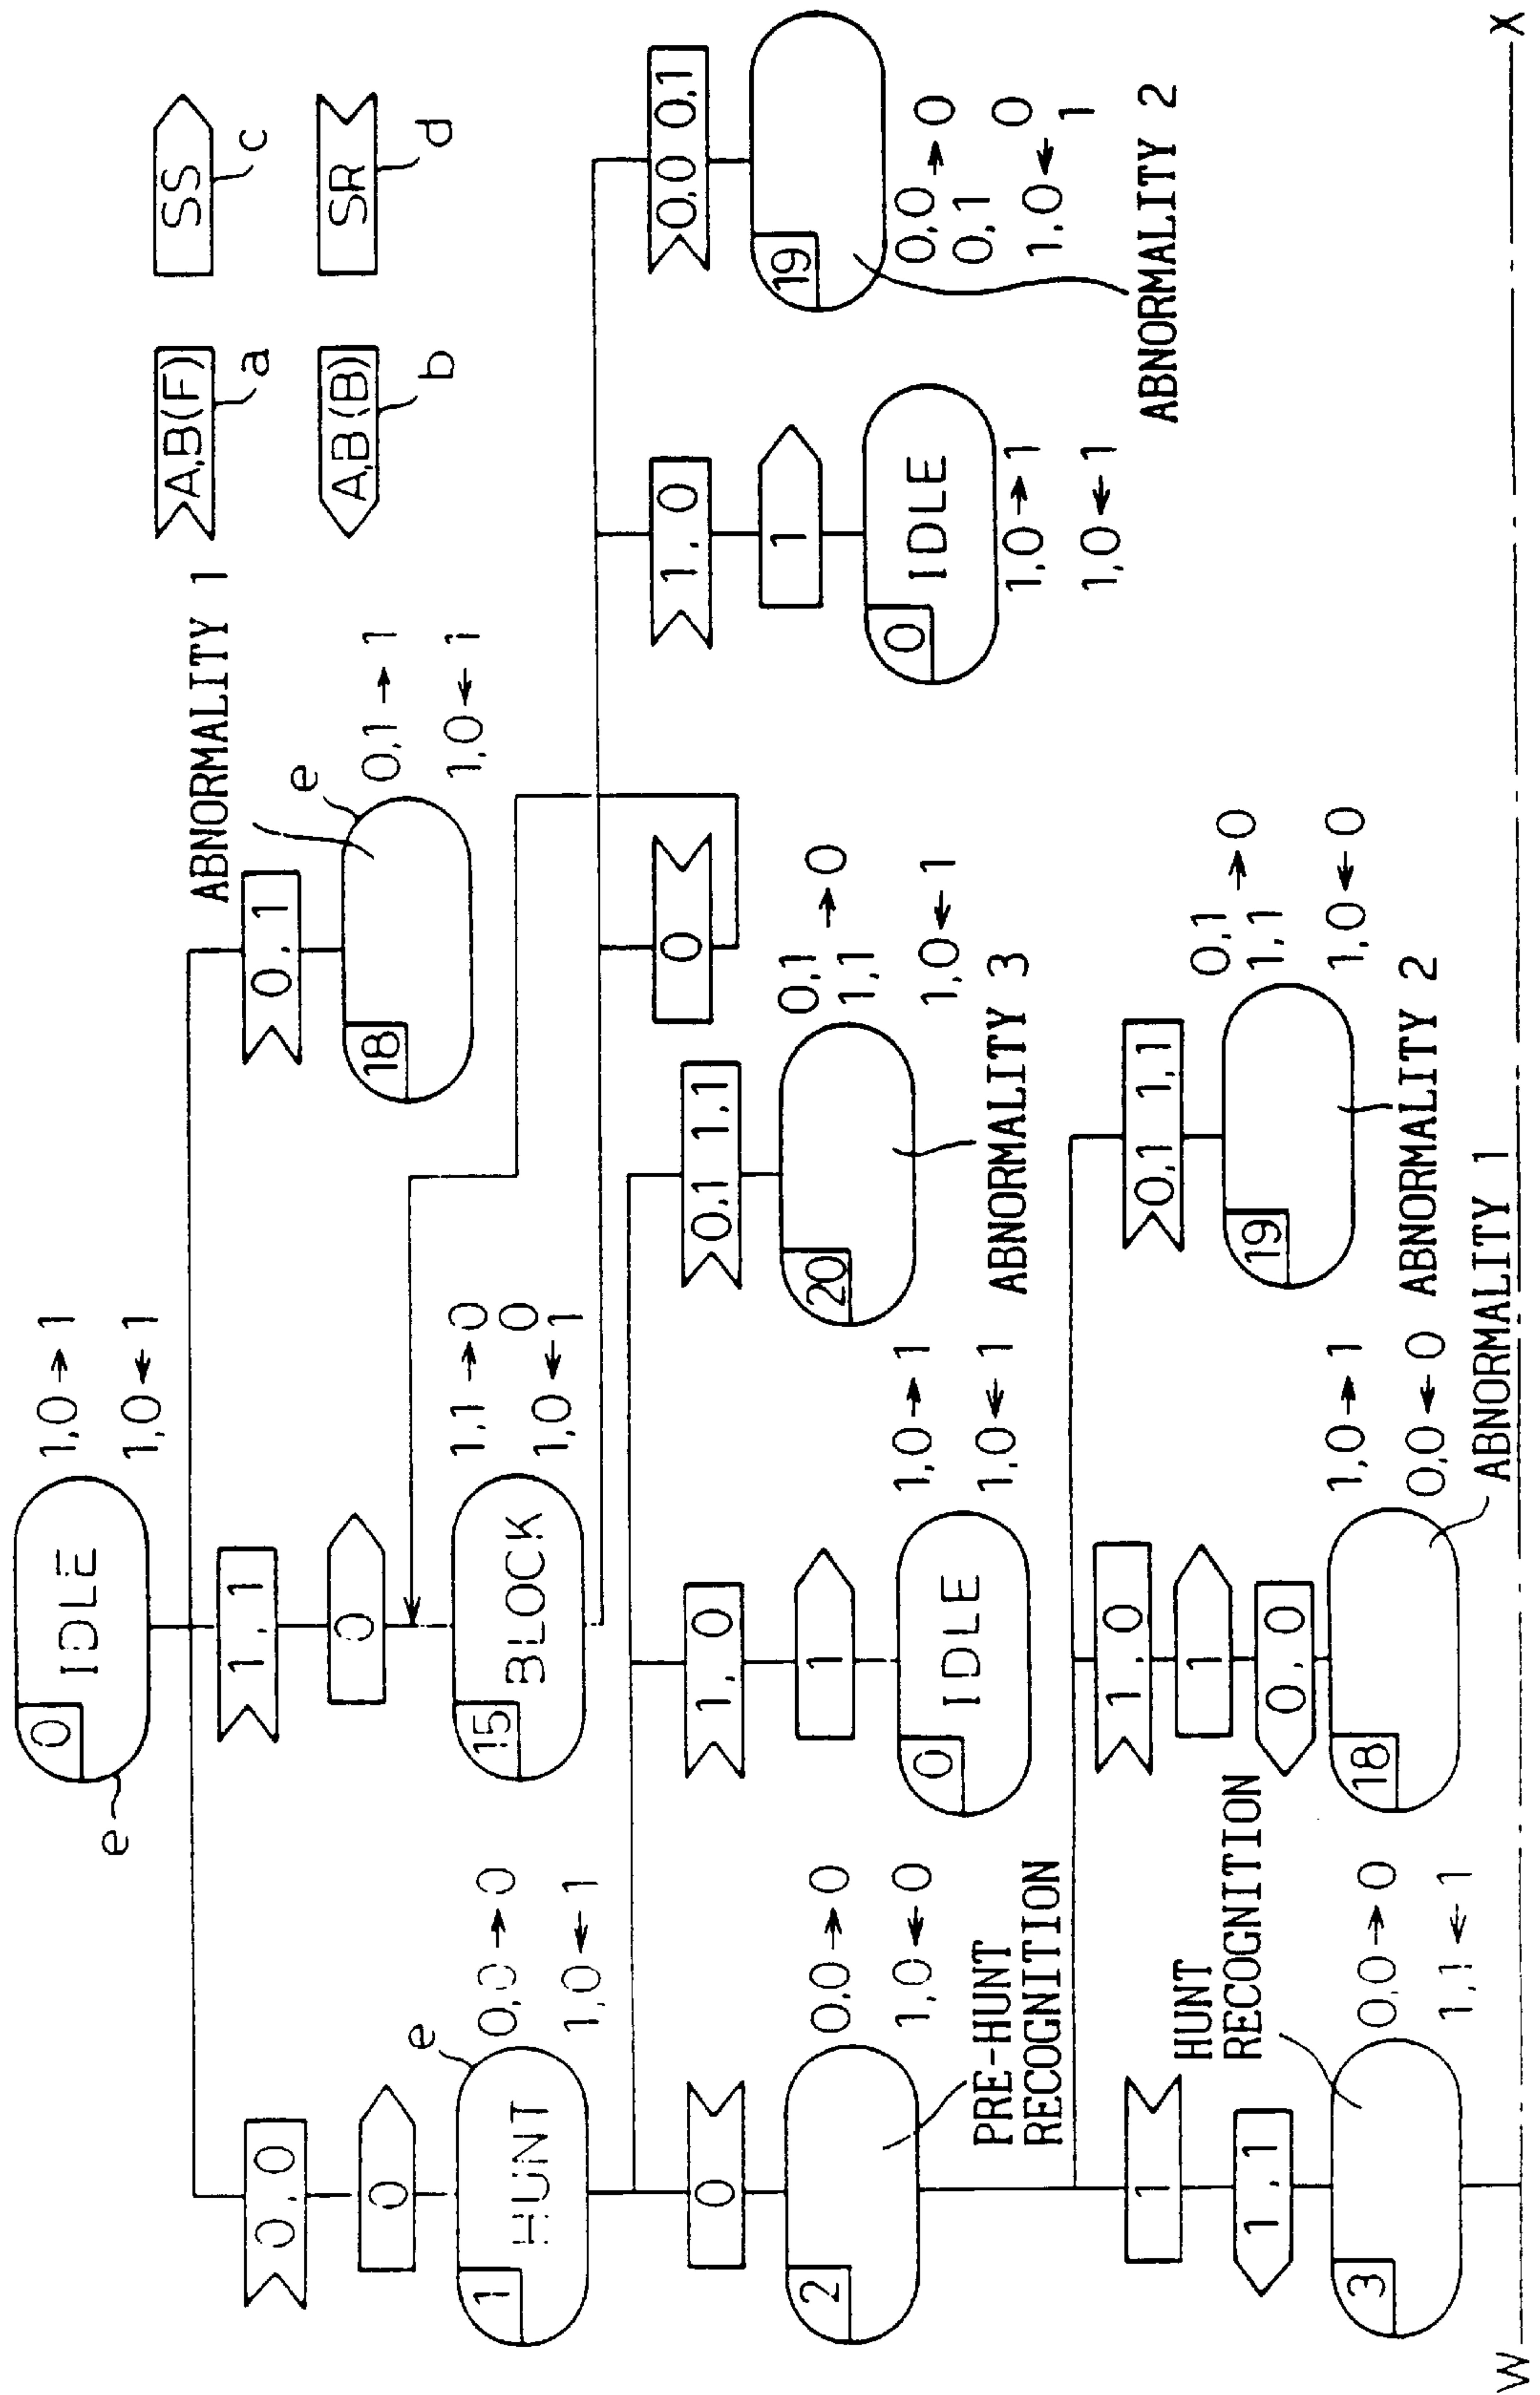 A,B(F)
a
SS
c
A,B(B)
b
SR
d
0
IDLE
e
1,0→1
1,0←1
0,0
0
1
HUNT
e
0,0→0
1,0←1
1,1
0
15
BLOCK
1,1→0
0
1,0←1
0,1
ABNORMALITY 1
18
e
0,1→1
1,0←1
0
2
0,0→0
1,0←0
PRE-HUNT
RECOGNITION
1,0
1
0
IDLE
1,0→1
1,0←1
0,1 1,1
20
0,1
1,1→0
1,0←1
ABNORMALITY 3
0
1,0
1
0
IDLE
1,0→1
1,0←1
0,0 0,1
19
0,0→0
0,1 0
1,0←1
ABNORMALITY 2
1
1,1
3
HUNT
RECOGNITION
0,0→0
1,1←1
1,0
1
0,0
18
1,0→1
0,0←0
ABNORMALITY 1
0,1 1,1
19
0,1
1,1→0
1,0←0
ABNORMALITY 2
W
X